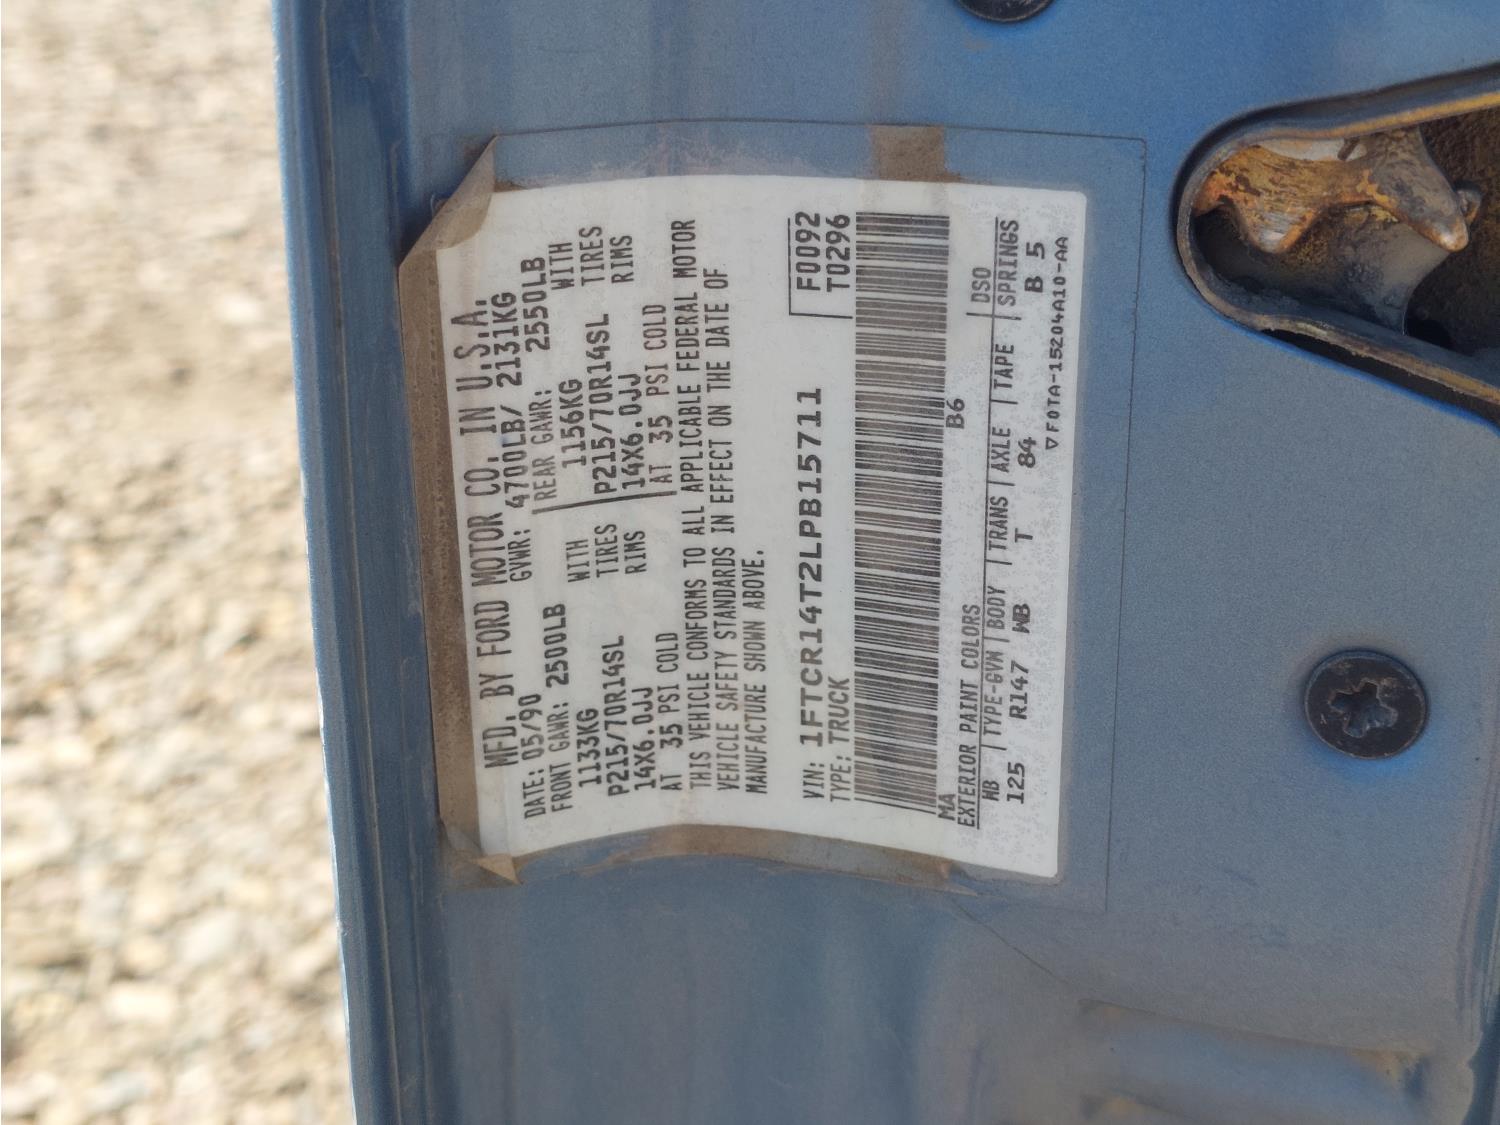 MFD. BY FORD MOTOR CO. IN U.S.A.
DATE: 05/90 GVWR: 4700LB/ 2131KG
FRONT GAWR: 2500LB REAR GAWR: 2550LB
1133KG WITH 1156KG WITH
P215/70R14SL TIRES P215/70R14SL TIRES
14X6.0JJ RIMS 14X6.0JJ RIMS
AT 35 PSI COLD AT 35 PSI COLD
THIS VEHICLE CONFORMS TO ALL APPLICABLE FEDERAL MOTOR
VEHICLE SAFETY STANDARDS IN EFFECT ON THE DATE OF
MANUFACTURE SHOWN ABOVE.
F0092
VIN: 1FTCR14T2LPB15711 T0296
TYPE: TRUCK
MA B6
EXTERIOR PAINT COLORS DSO
WB TYPE-GVM BODY TRANS AXLE TAPE SPRINGS
125 R147 WB T 84 B 5
▽F0TA-15204A10-AA